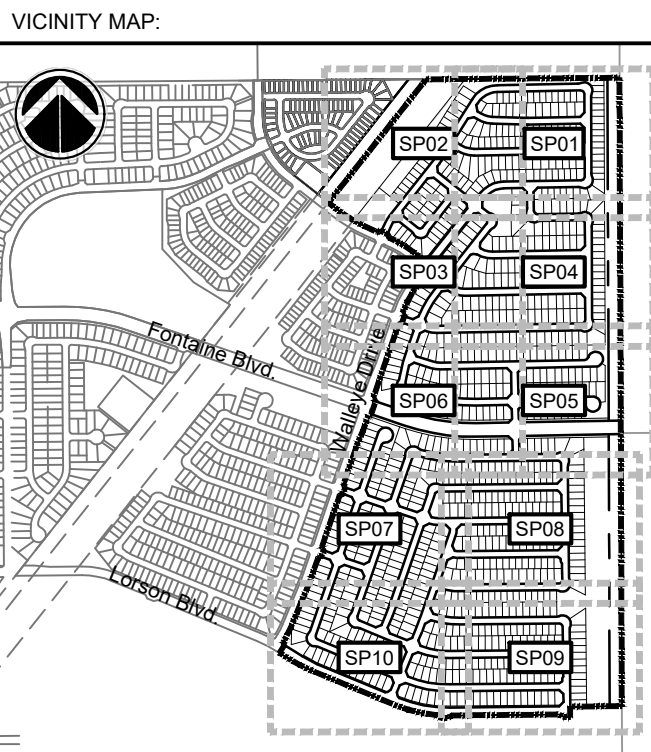 VICINITY MAP:
SP02
SP01
SP03
SP04
Fontaine Blvd.
Walleye Drive
SP06
SP05
SP07
SP08
Lorson Blvd.
SP10
SP09